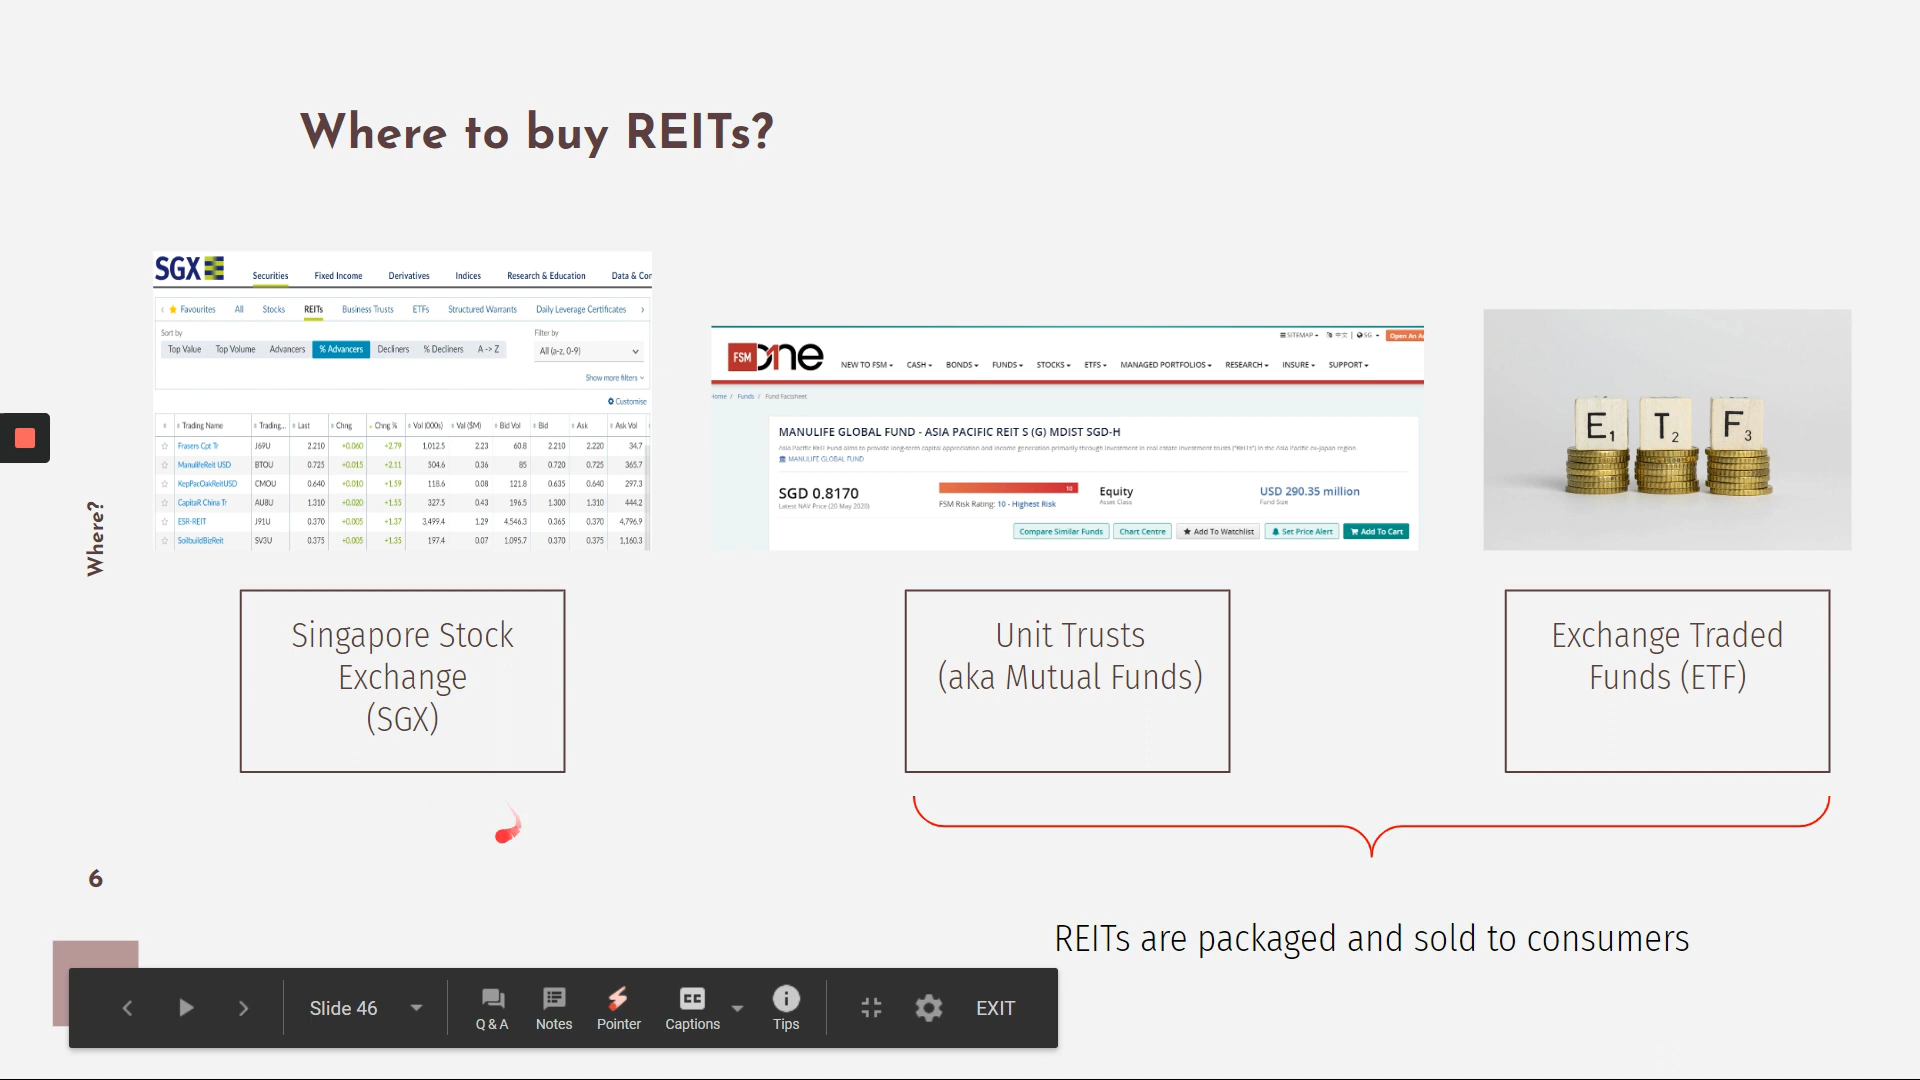 Where to buy REITs?
SGX
Securities Fixed Income Derivatives Indices Research & Education Data & Cor
Favourites All Stocks REITs Business Trusts ETFs Structured Warrants Daily Leverage Certificates
Sort by Filter by
Top Value Top Volume Advancers % Advancers Decliners % Decliners A -> Z All (a-z, 0-9)
Show more filters
Customise
Trading Name Trading... Last Chng Chng % Vol (000s) Val ($M) Bid Vol Bid Ask Ask Vol
Frasers Cpt Tr J69U 2.210 +0.060 +2.79 1,012.5 2.23 60.8 2.210 2.220 34.7
ManulifeReit USD BTOU 0.725 +0.015 +2.11 504.6 0.36 85 0.720 0.725 365.7
KepPacOakReitUSD CMOU 0.640 +0.010 +1.59 118.6 0.08 121.8 0.635 0.640 297.3
CapitaR China Tr AU8U 1.310 +0.020 +1.55 327.5 0.43 196.5 1.300 1.310 444.2
ESR-REIT J91U 0.370 +0.005 +1.37 3,499.4 1.29 4,546.3 0.365 0.370 4,796.9
SoilbuildBizReit SV3U 0.375 +0.005 +1.35 197.4 0.07 1,095.7 0.370 0.375 1,160.3
SITEMAP 中文 | SG Open An A
FSM one
NEW TO FSM CASH BONDS FUNDS STOCKS ETFS MANAGED PORTFOLIOS RESEARCH INSURE SUPPORT
Home / Funds / Fund Factsheet
MANULIFE GLOBAL FUND - ASIA PACIFIC REIT S (G) MDIST SGD-H
Asia Pacific REIT Fund aims to provide long-term capital appreciation and income generation primarily through investment in real estate investment trusts ("REITs") in the Asia Pacific ex-Japan region.
MANULIFE GLOBAL FUND
SGD 0.8170
Latest NAV Price (20 May 2020)
10
FSM Risk Rating: 10 - Highest Risk
Equity
Asset Class
USD 290.35 million
Fund Size
Compare Similar Funds Chart Centre Add To Watchlist Set Price Alert Add To Cart
E1 T2 F3
Where?
Singapore Stock
Exchange
(SGX)
Unit Trusts
(aka Mutual Funds)
Exchange Traded
Funds (ETF)
6
REITs are packaged and sold to consumers
Slide 46
Q & A
Notes
Pointer
CC
Captions
Tips
EXIT